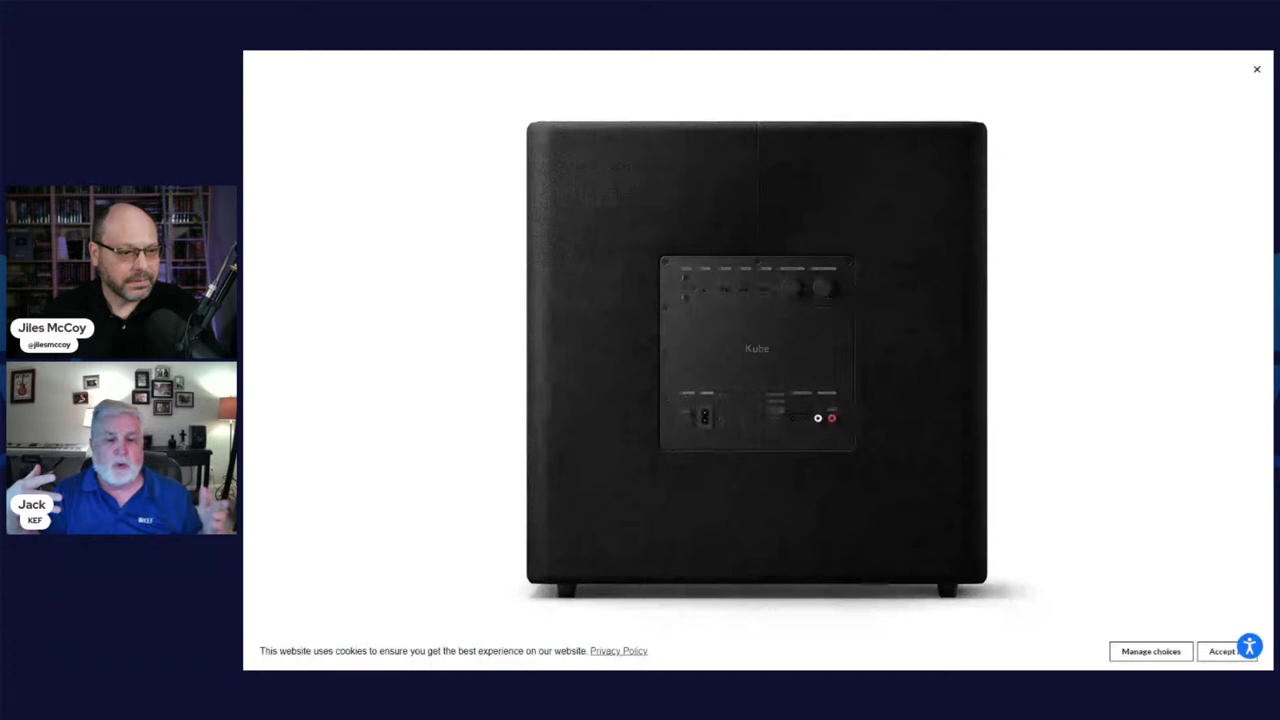 Jiles McCoy
@jilesmccoy
Jack
KEF
KEF
Kube
This website uses cookies to ensure you get the best experience on our website. Privacy Policy
Manage choices
Accept